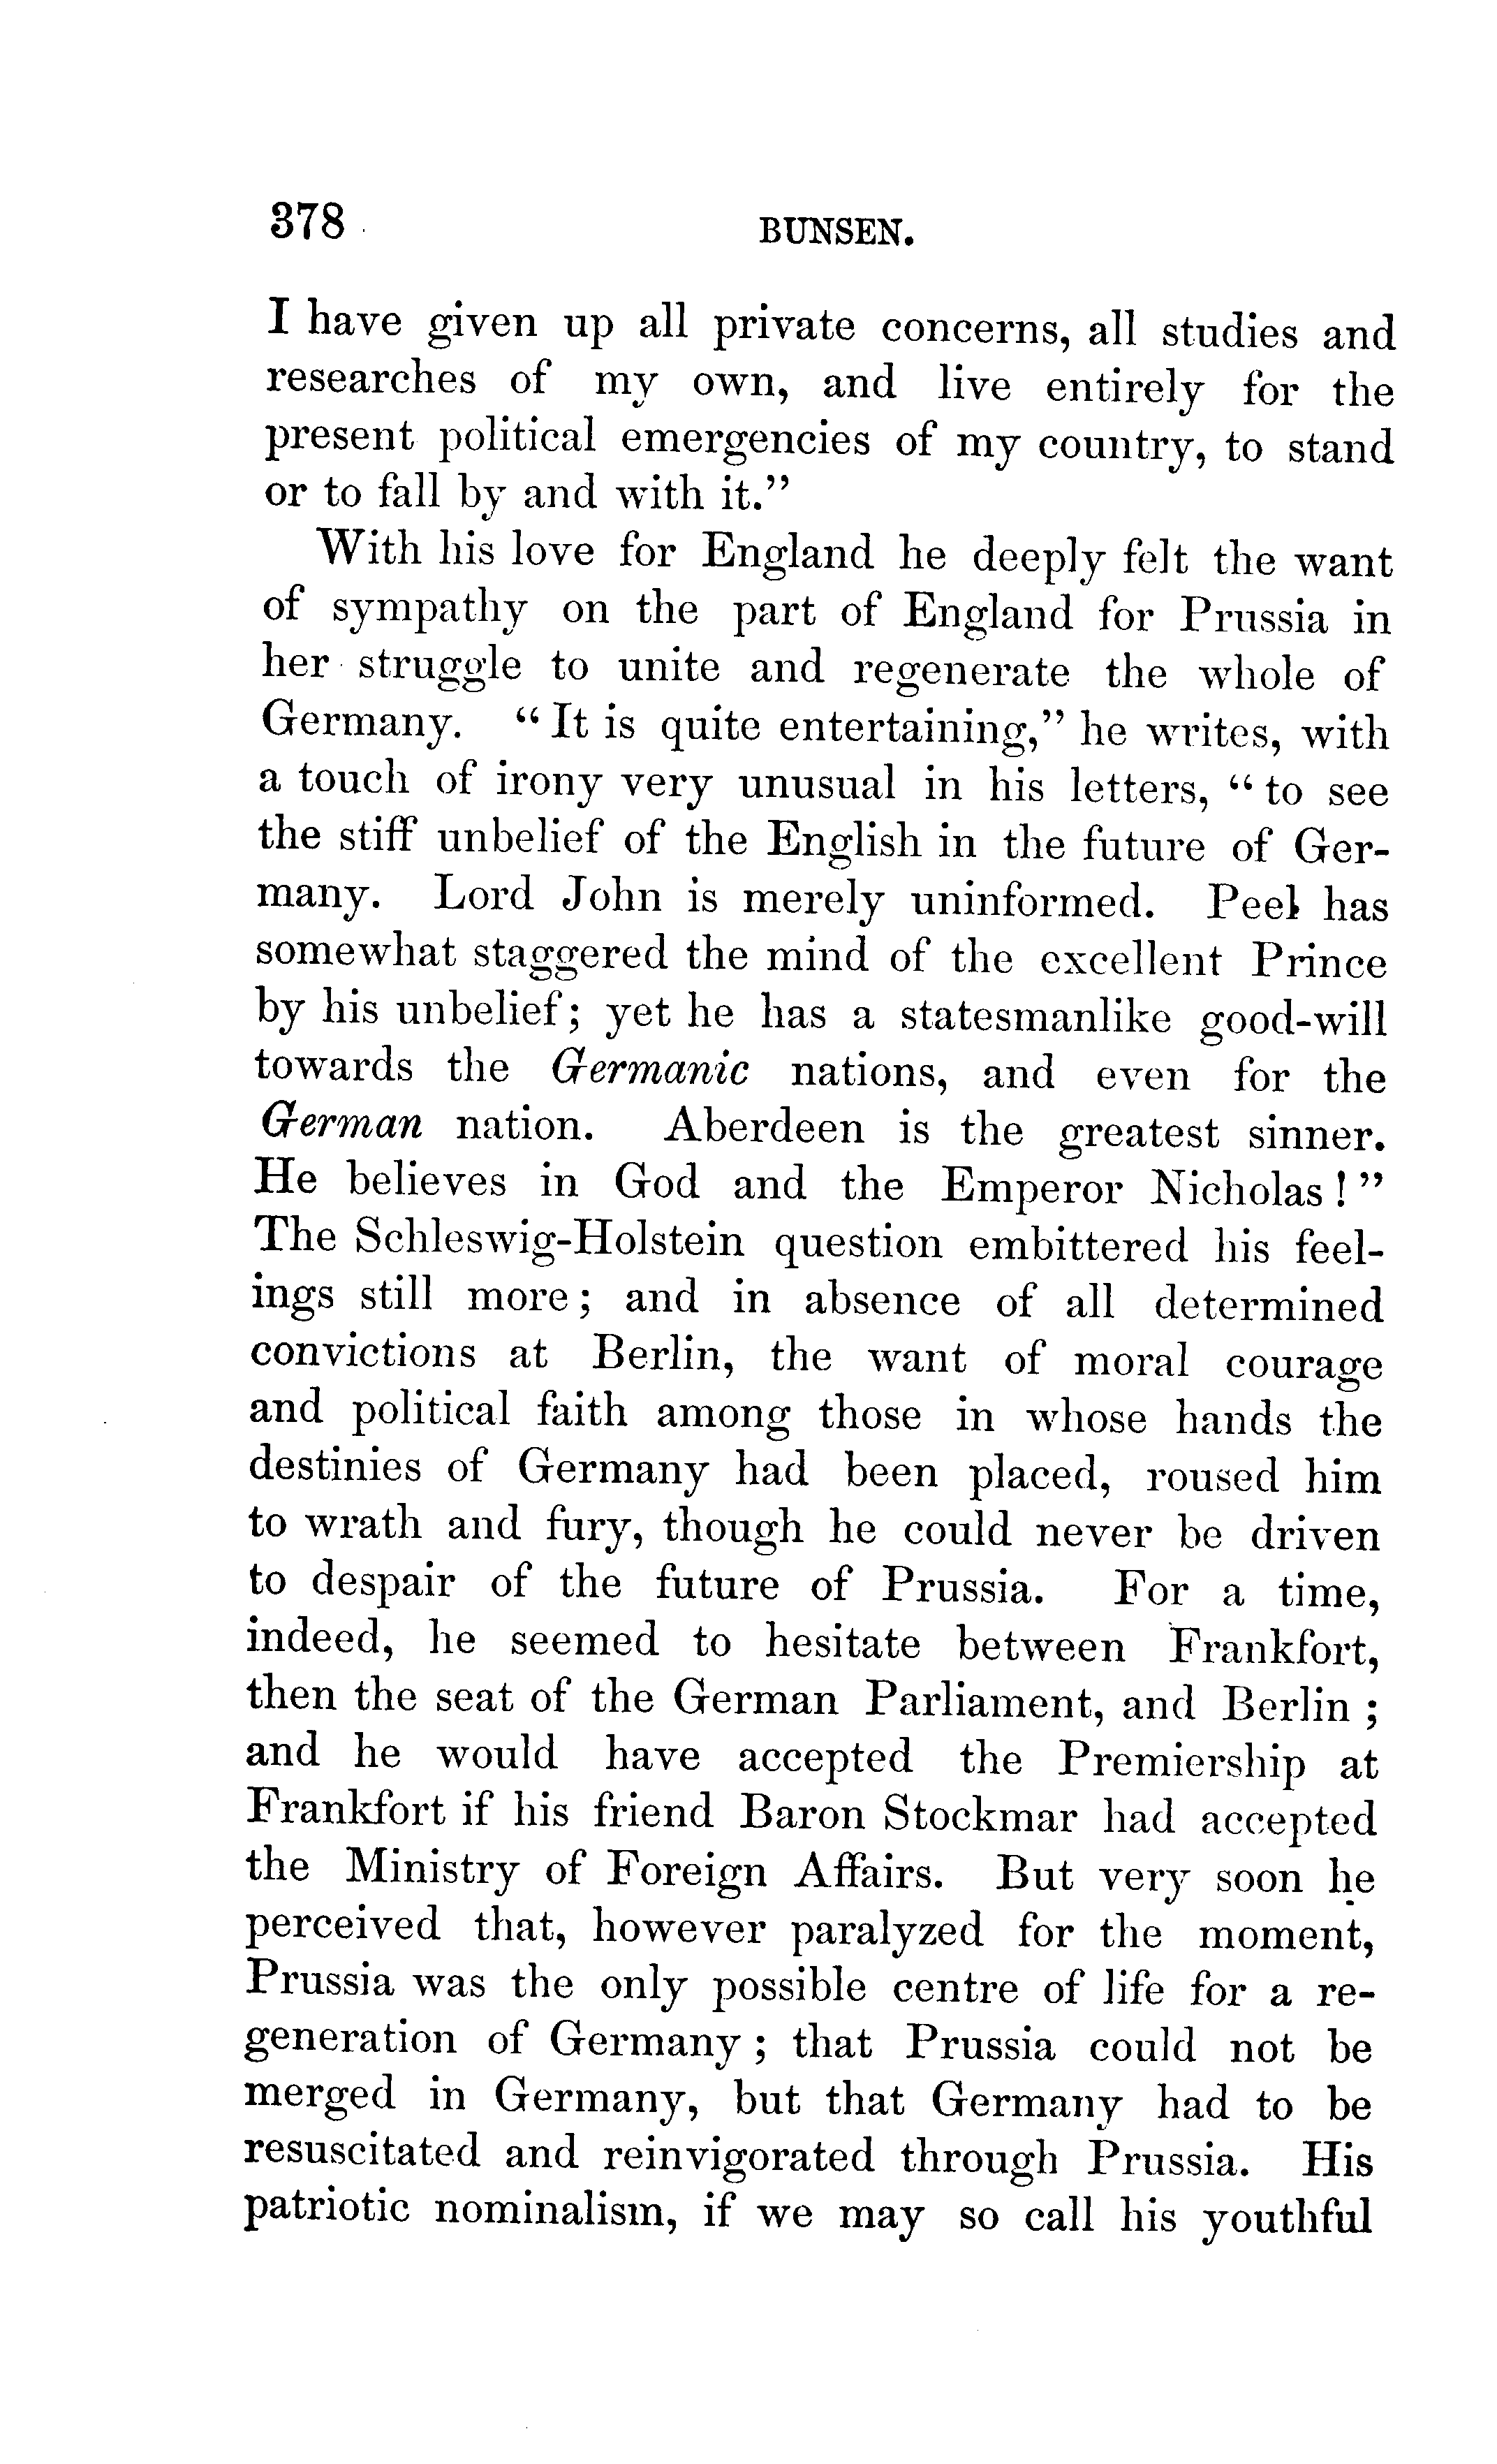 378
BUNSEN.
I have given up all private concerns, all studies and
researches of my own, and live entirely for the
present political emergencies of my country, to stand
or to fall by and with it."
With his love for England he deeply felt the want
of sympathy on the part of England for Prussia in
her struggle to unite and regenerate the whole of
Germany. "It is quite entertaining," he writes, with
a touch of irony very unusual in his letters, "to see
the stiff unbelief of the English in the future of Ger-
many. Lord John is merely uninformed. Peel has
somewhat staggered the mind of the excellent Prince
by his unbelief; yet he has a statesmanlike good-will
towards the Germanic nations, and even for the
German nation. Aberdeen is the greatest sinner.
He believes in God and the Emperor Nicholas!"
The Schleswig-Holstein question embittered his feel-
ings still more; and in absence of all determined
convictions at Berlin, the want of moral courage
and political faith among those in whose hands the
destinies of Germany had been placed, roused him
to wrath and fury, though he could never be driven
to despair of the future of Prussia. For a time,
indeed, he seemed to hesitate between Frankfort,
then the seat of the German Parliament, and Berlin;
and he would have accepted the Premiership at
Frankfort if his friend Baron Stockmar had accepted
the Ministry of Foreign Affairs. But very soon he
perceived that, however paralyzed for the moment,
Prussia was the only possible centre of life for a re-
generation of Germany; that Prussia could not be
merged in Germany, but that Germany had to be
resuscitated and reinvigorated through Prussia. His
patriotic nominalism, if we may so call his youthful